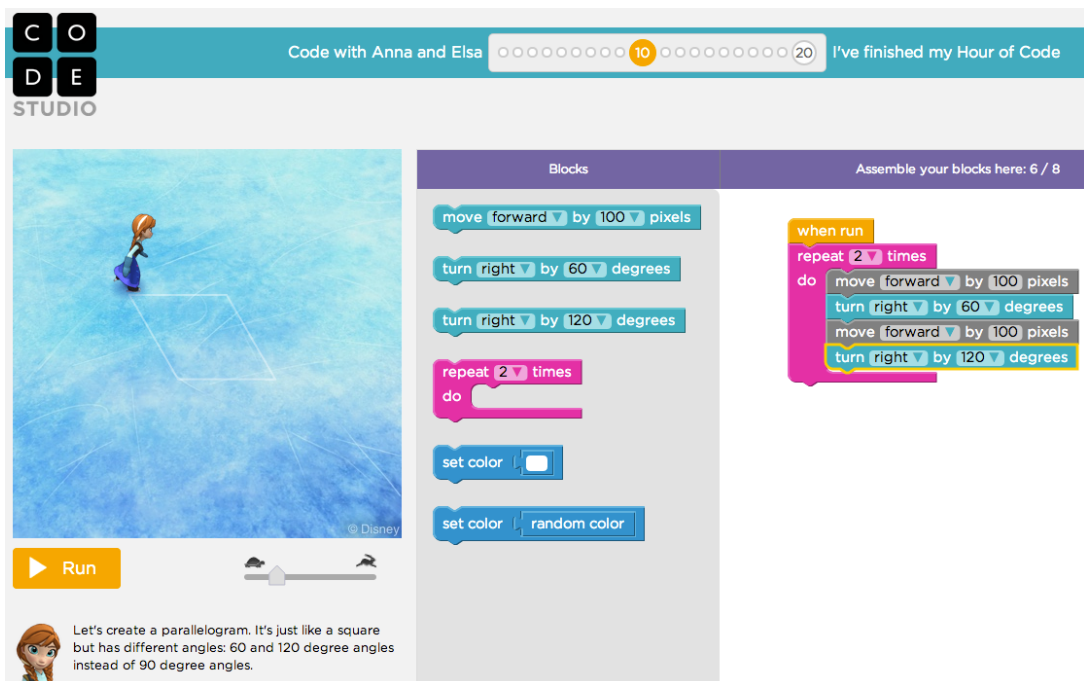 CO
DE
STUDIO
Code with Anna and Elsa 10 20 I've finished my Hour of Code
Blocks
Assemble your blocks here: 6 / 8
move forward by 100 pixels
turn right by 60 degrees
turn right by 120 degrees
repeat 2 times
do
set color
set color random color
when run
repeat 2 times
do move forward by 100 pixels
turn right by 60 degrees
move forward by 100 pixels
turn right by 120 degrees
© Disney
Run
Let's create a parallelogram. It's just like a square
but has different angles: 60 and 120 degree angles
instead of 90 degree angles.